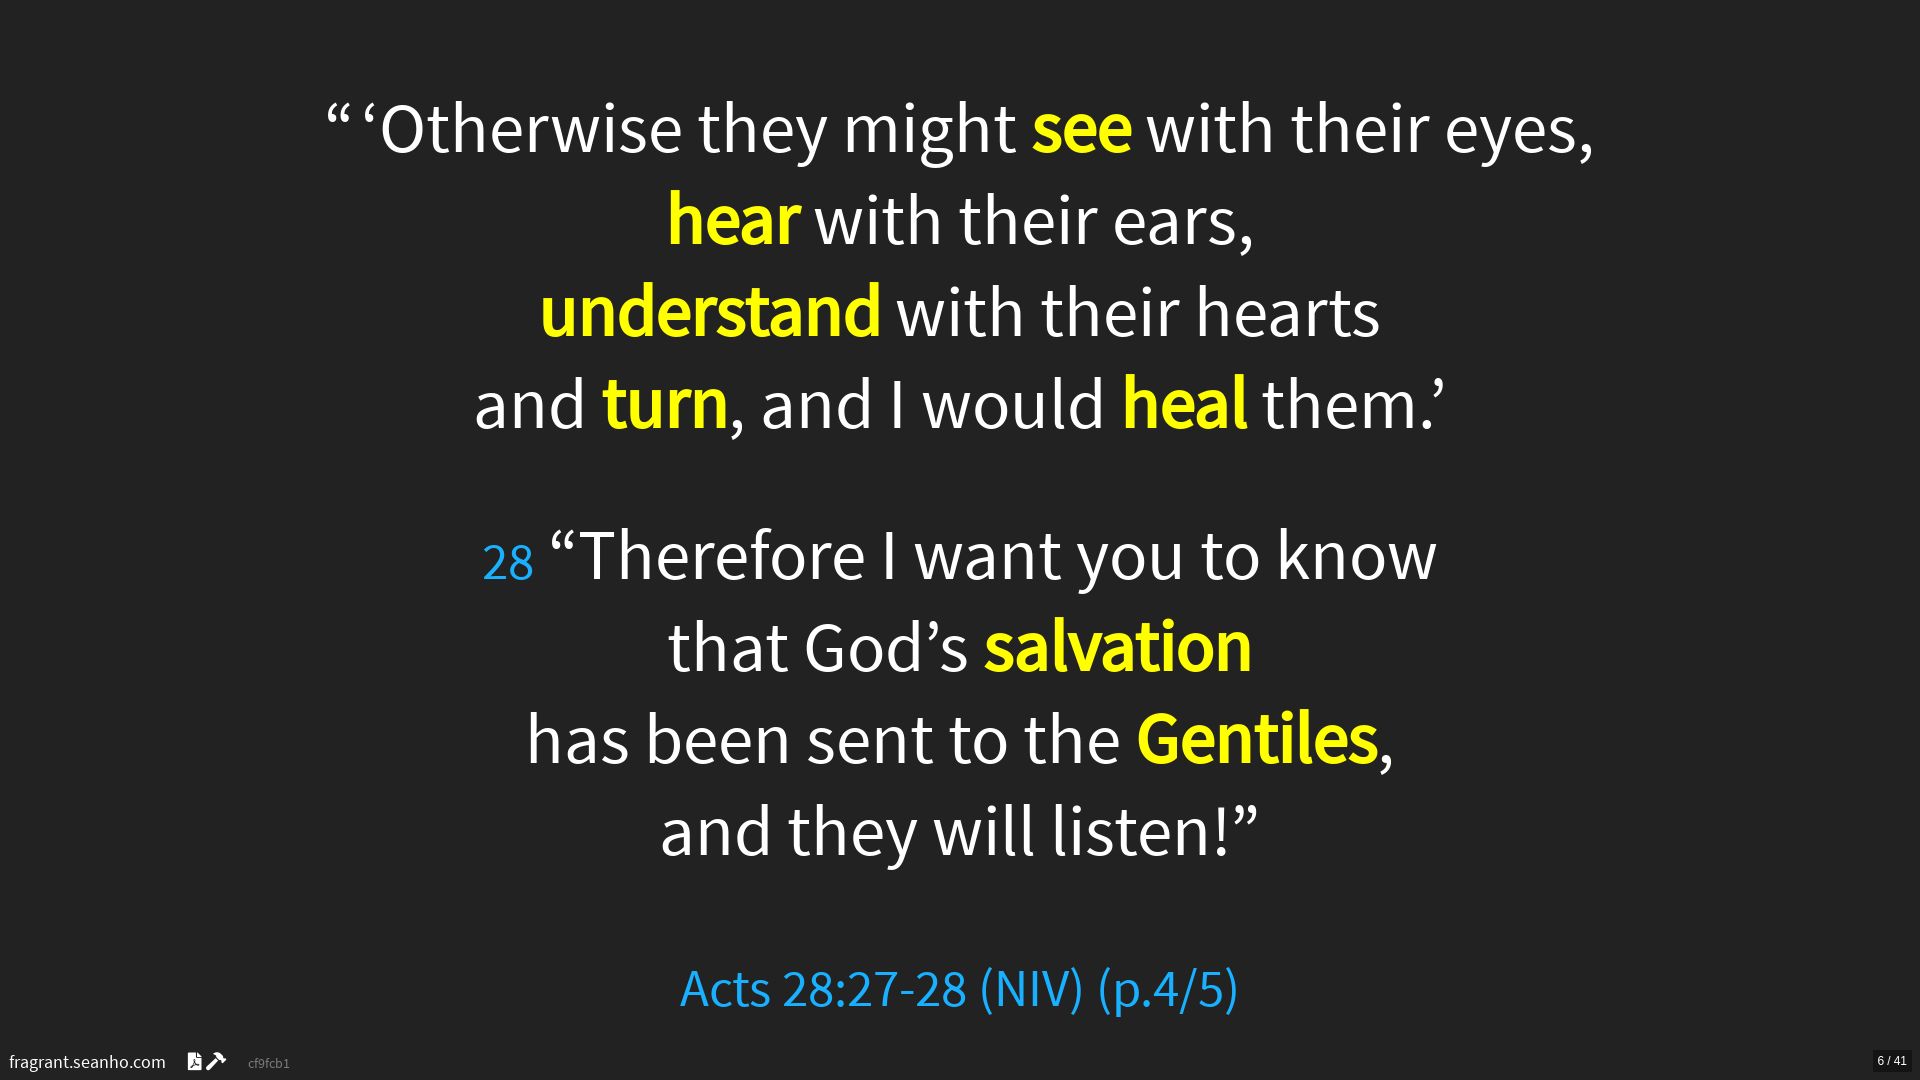 “ ‘Otherwise they might see with their eyes,
hear with their ears,
understand with their hearts
and turn, and I would heal them.’
28 “Therefore I want you to know
that God’s salvation
has been sent to the Gentiles,
and they will listen!”
Acts 28:27-28 (NIV) (p.4/5)
fragrant.seanho.com cf9fcb1
6 / 41